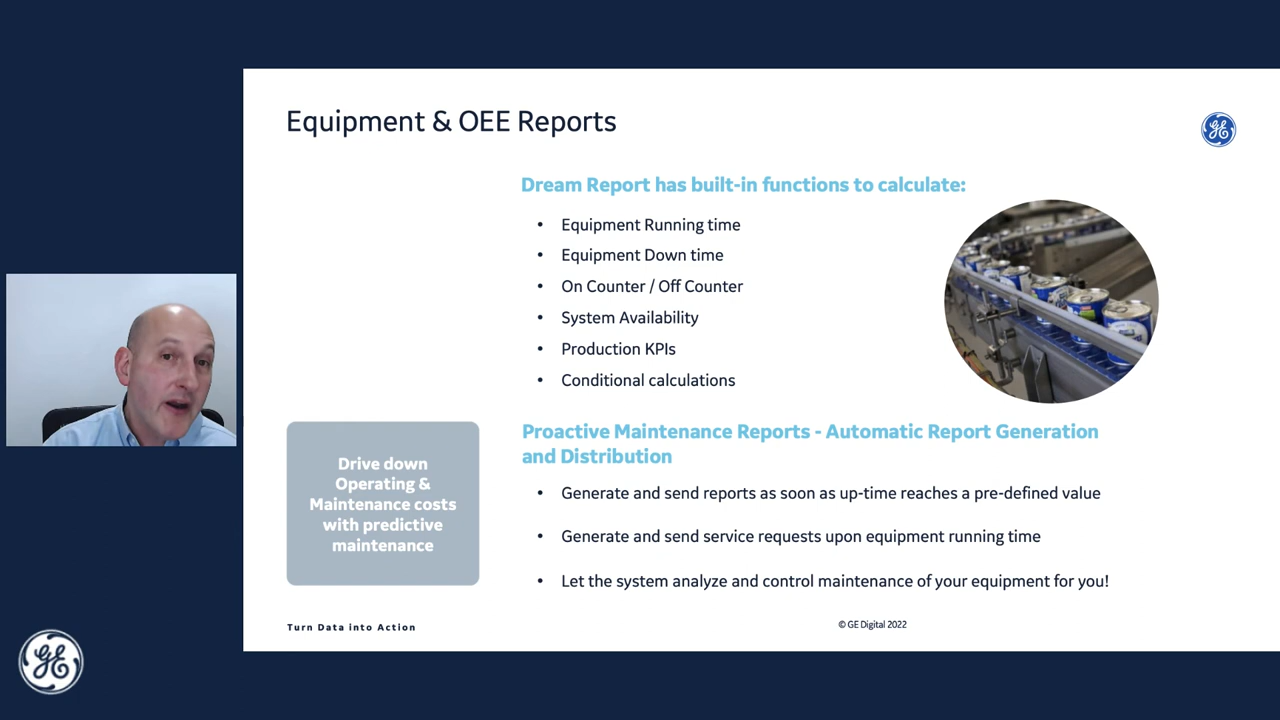 Equipment & OEE Reports
GE
Dream Report has built-in functions to calculate:
• Equipment Running time
• Equipment Down time
• On Counter / Off Counter
• System Availability
• Production KPIs
• Conditional calculations
Drive down
Operating &
Maintenance costs
with predictive
maintenance
Proactive Maintenance Reports - Automatic Report Generation
and Distribution
• Generate and send reports as soon as up-time reaches a pre-defined value
• Generate and send service requests upon equipment running time
• Let the system analyze and control maintenance of your equipment for you!
Turn Data into Action
© GE Digital 2022
GE